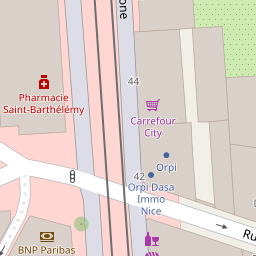 one
44
Pharmacie
Saint-Barthélémy
Carrefour
City
Orpi
42
Orpi Dasa
Immo
Nice
Ru
BNP Paribas